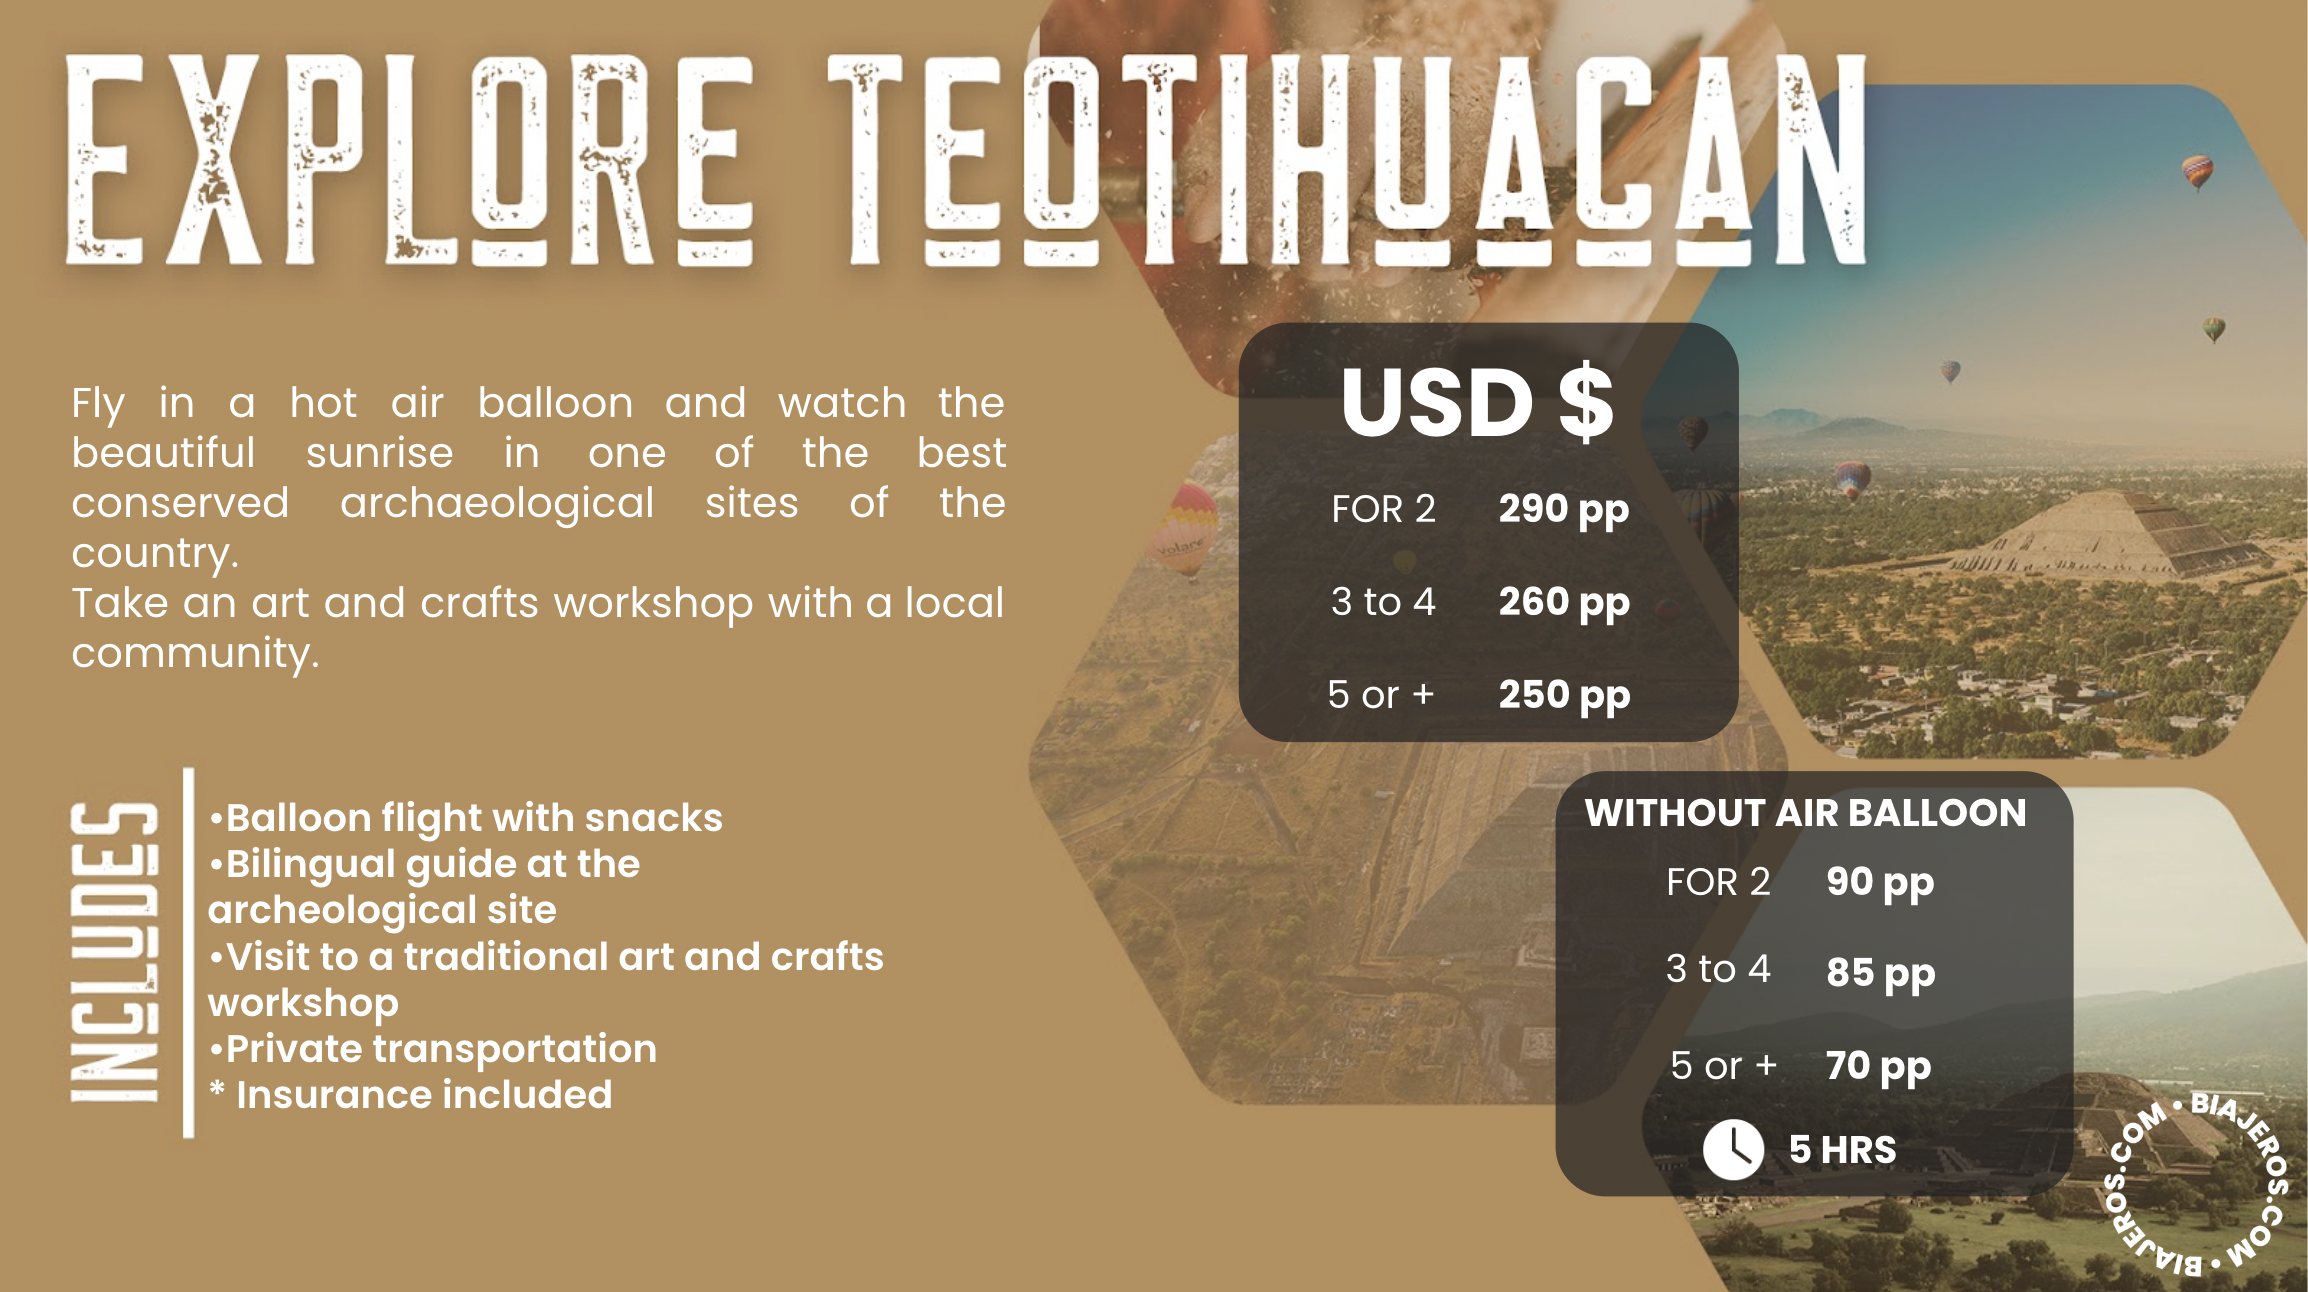 EXPLORE TEOTIHUACAN
Fly in a hot air balloon and watch the
beautiful sunrise in one of the best
conserved archaeological sites of the
country.
Take an art and crafts workshop with a local
community.
INCLUDES
•Balloon flight with snacks
•Bilingual guide at the
archeological site
•Visit to a traditional art and crafts
workshop
•Private transportation
* Insurance included
USD $
FOR 2 290 pp
3 to 4 260 pp
5 or + 250 pp
volare
WITHOUT AIR BALLOON
FOR 2 90 pp
3 to 4 85 pp
5 or + 70 pp
5 HRS
BIAJEROS.COM • BIAJEROS.COM •